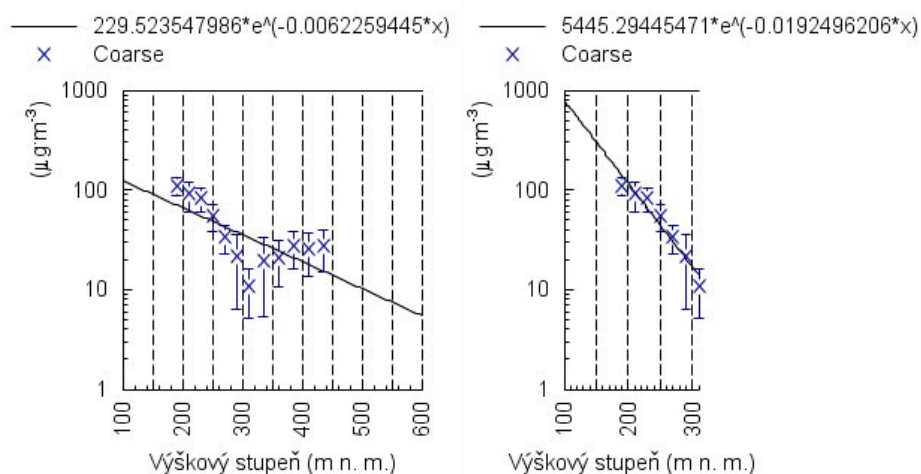 229.523547986*e^(-0.0062259445*x)
Coarse
(µg·m⁻³)
1000
100
10
1
100
200
300
400
500
600
Výškový stupeň (m n. m.)
5445.29445471*e^(-0.0192496206*x)
Coarse
(µg·m⁻³)
1000
100
10
1
100
200
300
Výškový stupeň (m n. m.)